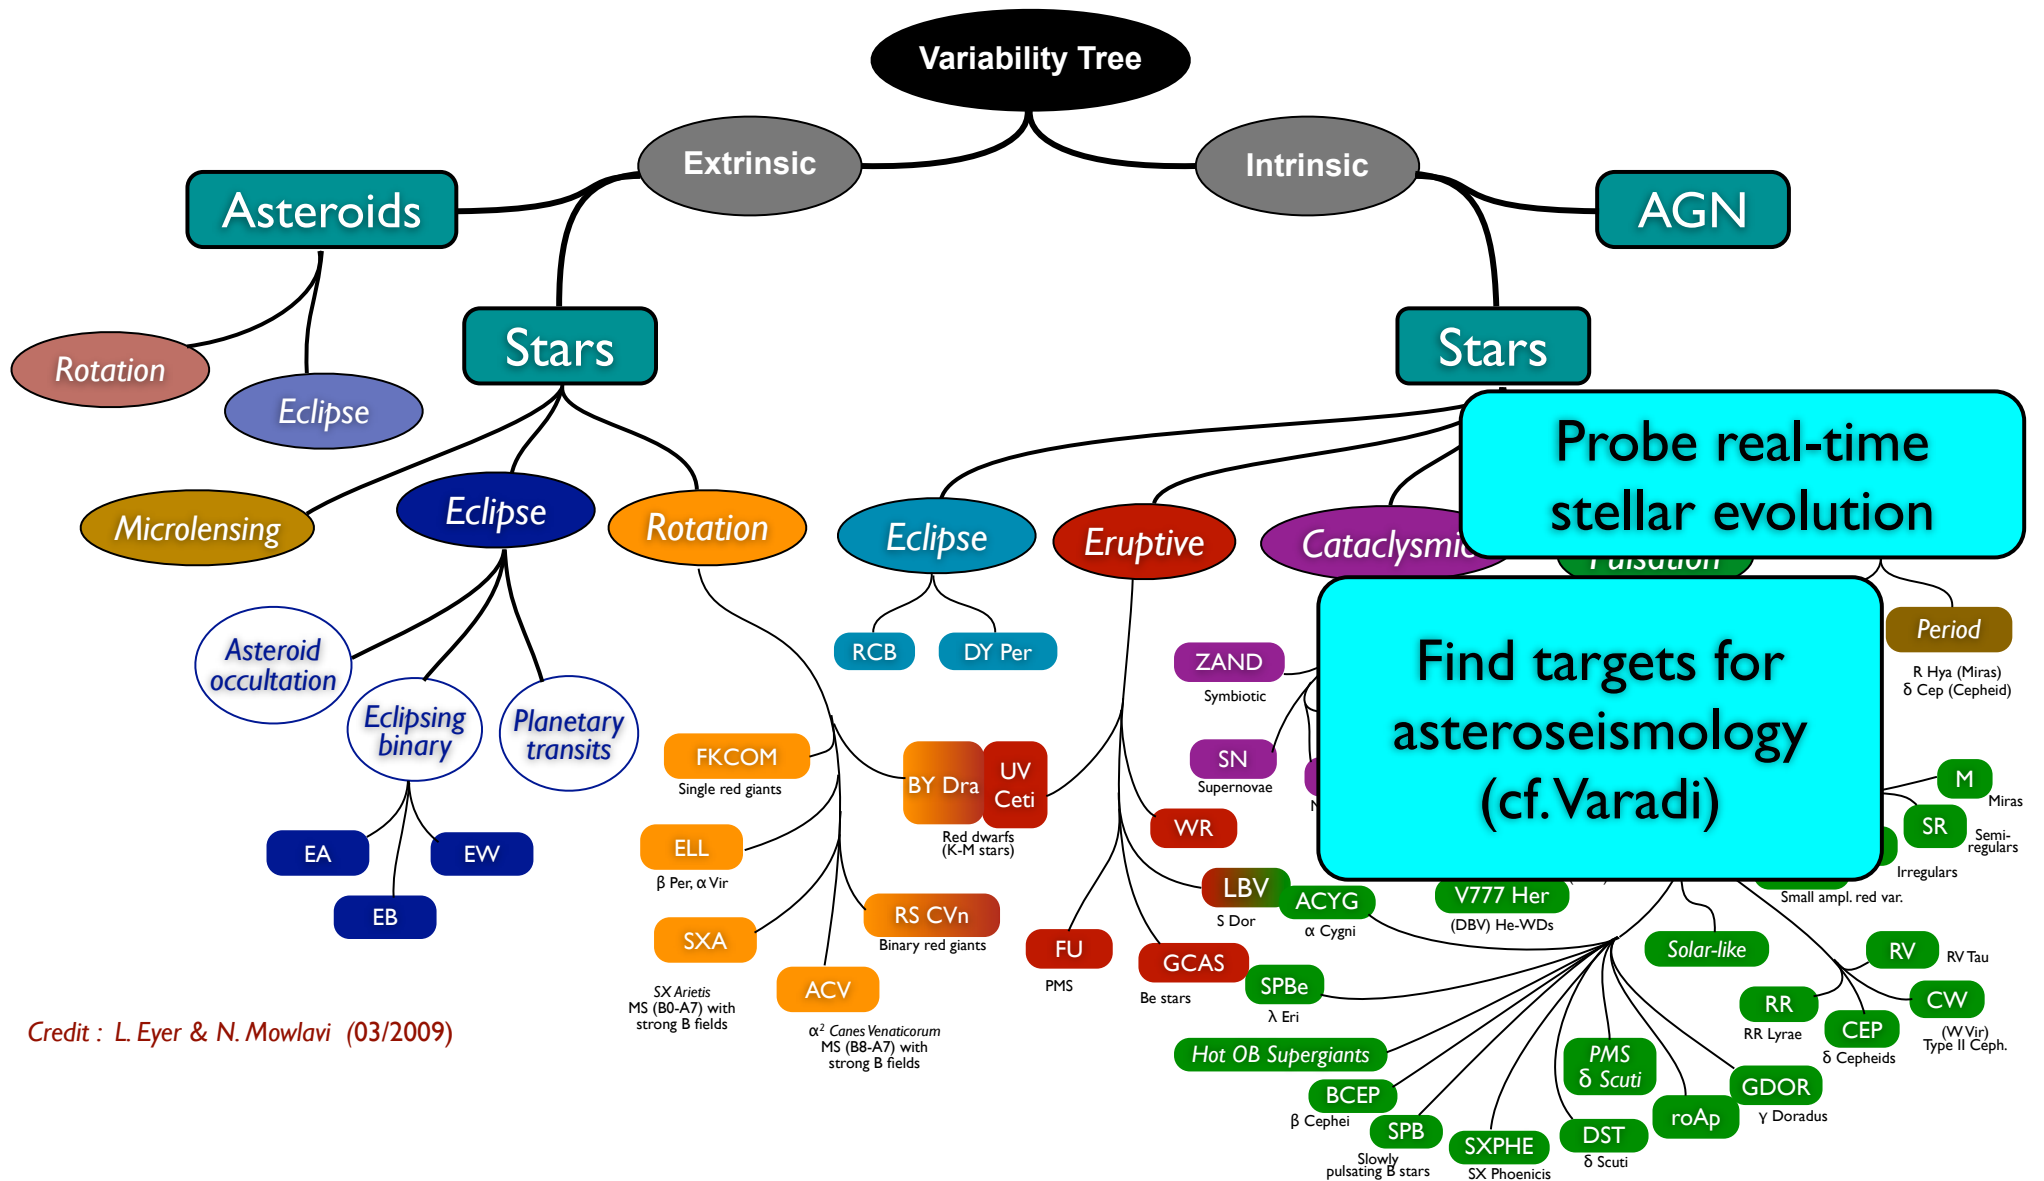 Variability Tree
Extrinsic
Intrinsic
Asteroids
AGN
Stars
Stars
Rotation
Eclipse
Probe real-time
stellar evolution
Microlensing
Eclipse
Rotation
Eclipse
Eruptive
Cataclysmic
Pulsation
Asteroid
occultation
Eclipsing
binary
Planetary
transits
RCB
DY Per
ZAND
Symbiotic
Find targets for
asteroseismology
(cf. Varadi)
Period
R Hya (Miras)
δ Cep (Cepheid)
FKCOM
Single red giants
BY Dra
UV
Ceti
Red dwarfs
(K-M stars)
SN
Supernovae
N
M
Miras
SR
Semi-
regulars
Irregulars
Small ampl. red var.
EA
EW
EB
ELL
β Per, α Vir
WR
LBV
S Dor
ACYG
α Cygni
V777 Her
(DBV) He-WDs
SXA
SX Arietis
MS (B0-A7) with
strong B fields
RS CVn
Binary red giants
ACV
α² Canes Venaticorum
MS (B8-A7) with
strong B fields
FU
PMS
GCAS
Be stars
SPBe
λ Eri
Solar-like
RV
RV Tau
RR
RR Lyrae
CEP
δ Cepheids
CW
(W Vir)
Type II Ceph.
Credit : L. Eyer & N. Mowlavi (03/2009)
Hot OB Supergiants
BCEP
β Cephei
SPB
Slowly
pulsating B stars
SXPHE
SX Phoenicis
DST
δ Scuti
PMS
δ Scuti
roAp
GDOR
γ Doradus